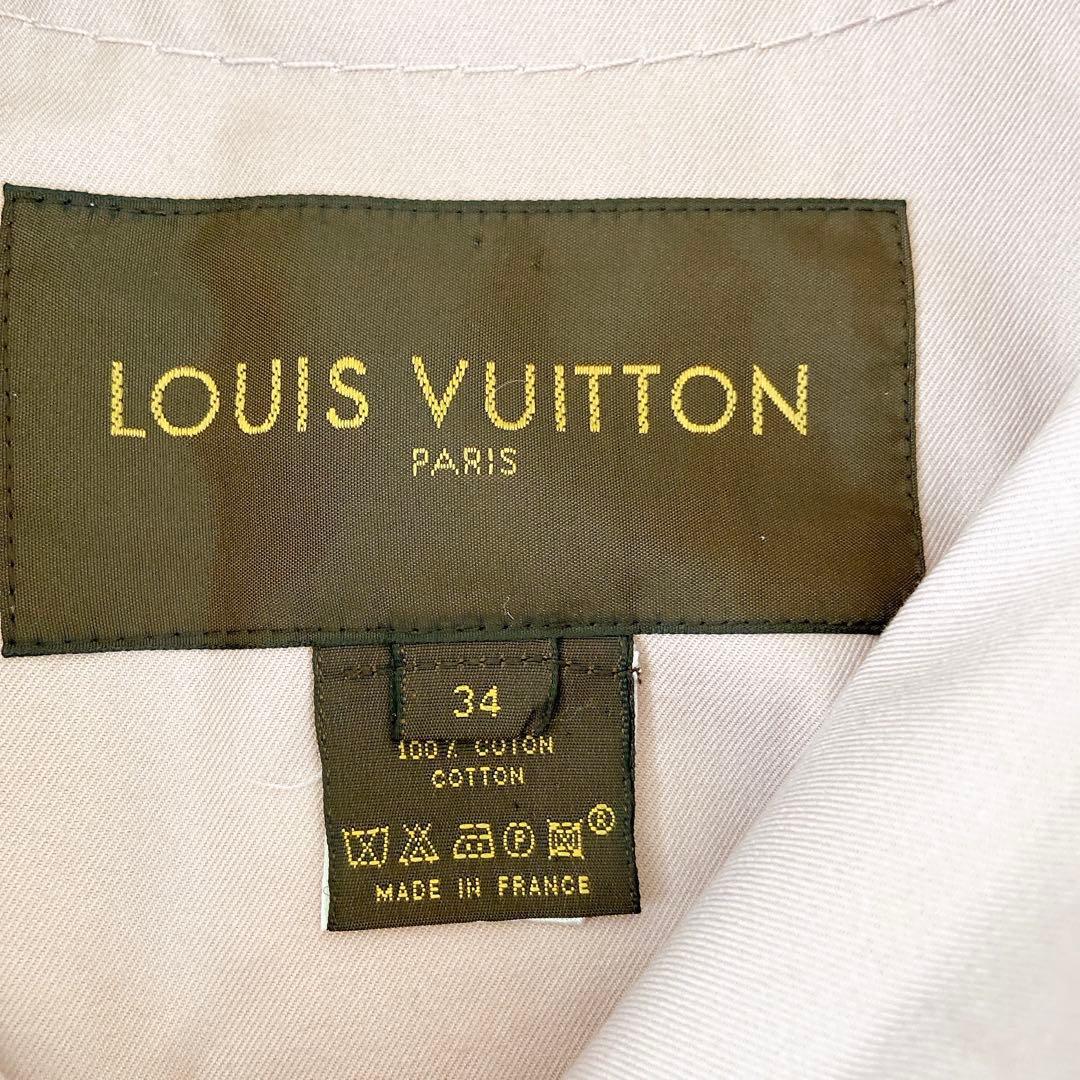 LOUIS VUITTON
PARIS
34
100% COTON
COTTON
P ®
MADE IN FRANCE